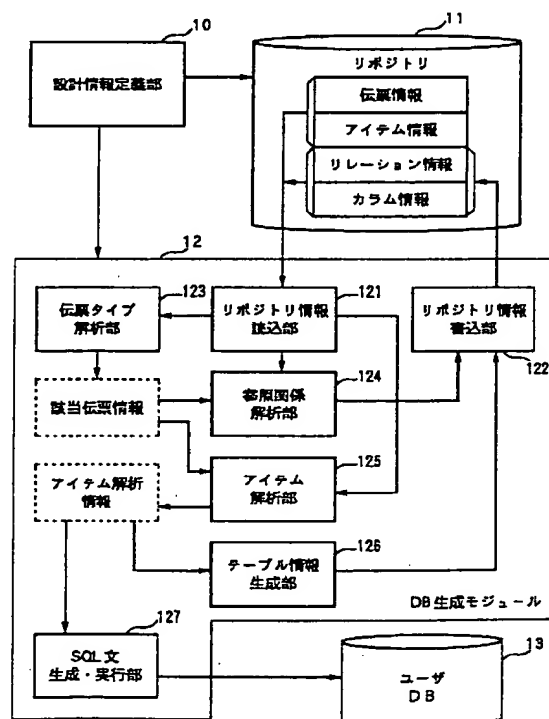 10
設計情報定義部
11
リポジトリ
伝票情報
アイテム情報
リレーション情報
カラム情報
12
123
伝票タイプ
解析部
121
リポジトリ情報
読込部
リポジトリ情報
書込部
122
該当伝票情報
参照関係
解析部
124
アイテム解析
情報
アイテム
解析部
125
テーブル情報
生成部
126
DB生成モジュール
127
SQL文
生成・実行部
13
ユーザ
DB